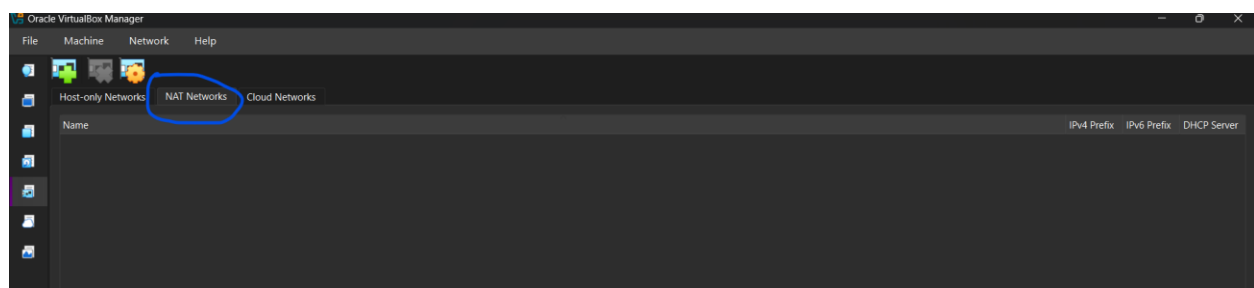 Oracle VirtualBox Manager
File Machine Network Help
Host-only Networks NAT Networks Cloud Networks
Name IPv4 Prefix IPv6 Prefix DHCP Server